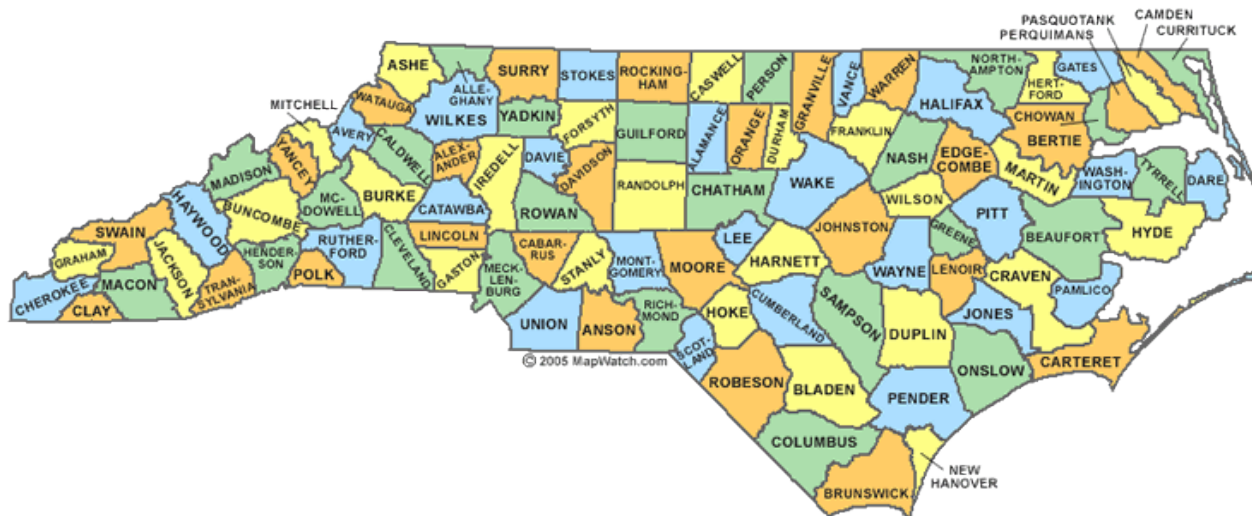 PASQUOTANK
CAMDEN
PERQUIMANS
CURRITUCK
ASHE
ALLE-
GHANY
SURRY
STOKES
ROCKING-
HAM
CASWELL
PERSON
GRANVILLE
VANCE
WARREN
NORTH-
AMPTON
GATES
HERT-
FORD
MITCHELL
WATAUGA
WILKES
YADKIN
FORSYTH
GUILFORD
ALAMANCE
ORANGE
DURHAM
FRANKLIN
HALIFAX
CHOWAN
BERTIE
AVERY
CALDWELL
ALEX-
ANDER
IREDELL
DAVIE
DAVIDSON
RANDOLPH
CHATHAM
WAKE
NASH
EDGE-
COMBE
MARTIN
WASH-
INGTON
TYRRELL
DARE
YANCEY
MADISON
BUNCOMBE
MC-
DOWELL
BURKE
CATAWBA
ROWAN
WILSON
PITT
BEAUFORT
HYDE
HAYWOOD
SWAIN
GRAHAM
JACKSON
HENDER-
SON
RUTHER-
FORD
CLEVELAND
LINCOLN
GASTON
CABAR-
RUS
STANLY
MONT-
GOMERY
MOORE
LEE
HARNETT
JOHNSTON
WAYNE
GREENE
LENOIR
CRAVEN
PAMLICO
CHEROKEE
CLAY
MACON
TRAN-
SYLVANIA
POLK
MECK-
LEN-
BURG
UNION
ANSON
RICH-
MOND
SCOT-
LAND
HOKE
CUMBERLAND
SAMPSON
DUPLIN
JONES
ONSLOW
CARTERET
© 2005 MapWatch.com
ROBESON
BLADEN
PENDER
COLUMBUS
BRUNSWICK
NEW
HANOVER